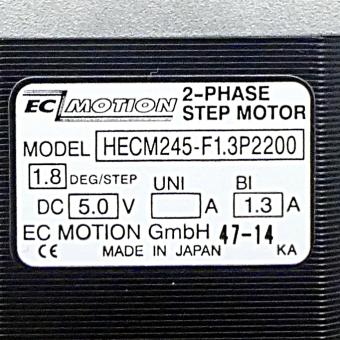 EC MOTION 2-PHASE
STEP MOTOR
MODEL HECM245-F1.3P2200
1.8 DEG/STEP UNI BI
DC 5.0 V A 1.3 A
EC MOTION GmbH 47-14
CE MADE IN JAPAN KA